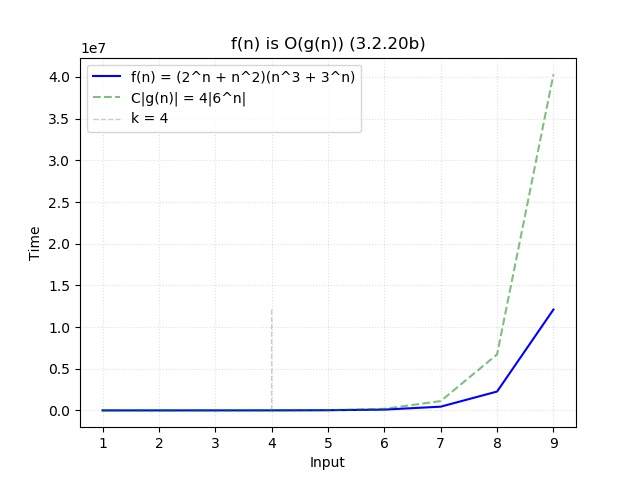 f(n) is O(g(n)) (3.2.20b)
1e7
f(n) = (2^n + n^2)(n^3 + 3^n)
C|g(n)| = 4|6^n|
k = 4
4.0
3.5
3.0
2.5
2.0
1.5
1.0
0.5
0.0
Time
1 2 3 4 5 6 7 8 9
Input